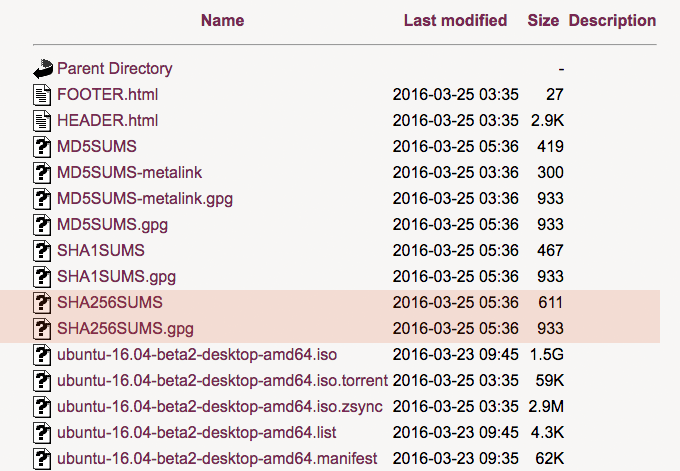 Name Last modified Size Description
Parent Directory -
FOOTER.html 2016-03-25 03:35 27
HEADER.html 2016-03-25 03:35 2.9K
MD5SUMS 2016-03-25 05:36 419
MD5SUMS-metalink 2016-03-25 05:36 300
MD5SUMS-metalink.gpg 2016-03-25 05:36 933
MD5SUMS.gpg 2016-03-25 05:36 933
SHA1SUMS 2016-03-25 05:36 467
SHA1SUMS.gpg 2016-03-25 05:36 933
SHA256SUMS 2016-03-25 05:36 611
SHA256SUMS.gpg 2016-03-25 05:36 933
ubuntu-16.04-beta2-desktop-amd64.iso 2016-03-23 09:45 1.5G
ubuntu-16.04-beta2-desktop-amd64.iso.torrent 2016-03-25 03:35 59K
ubuntu-16.04-beta2-desktop-amd64.iso.zsync 2016-03-25 03:35 2.9M
ubuntu-16.04-beta2-desktop-amd64.list 2016-03-23 09:45 4.3K
ubuntu-16.04-beta2-desktop-amd64.manifest 2016-03-23 09:35 62K